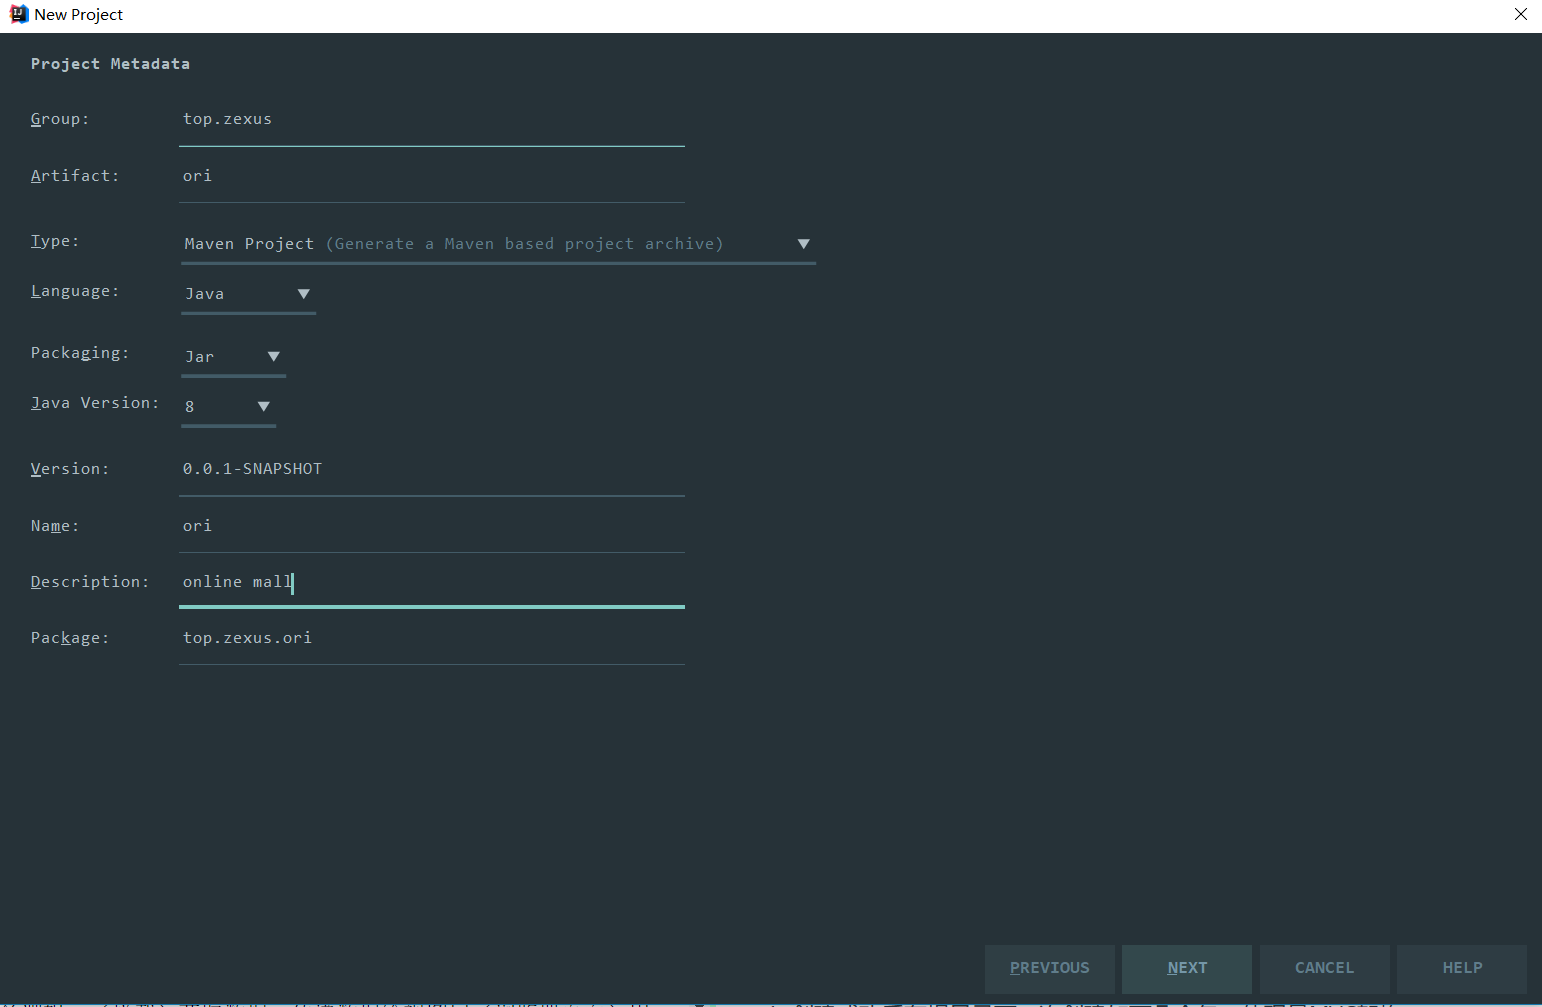 New Project
Project Metadata
Group: top.zexus
Artifact: ori
Type: Maven Project (Generate a Maven based project archive)
Language: Java
Packaging: Jar
Java Version: 8
Version: 0.0.1-SNAPSHOT
Name: ori
Description: online mall
Package: top.zexus.ori
PREVIOUS NEXT CANCEL HELP